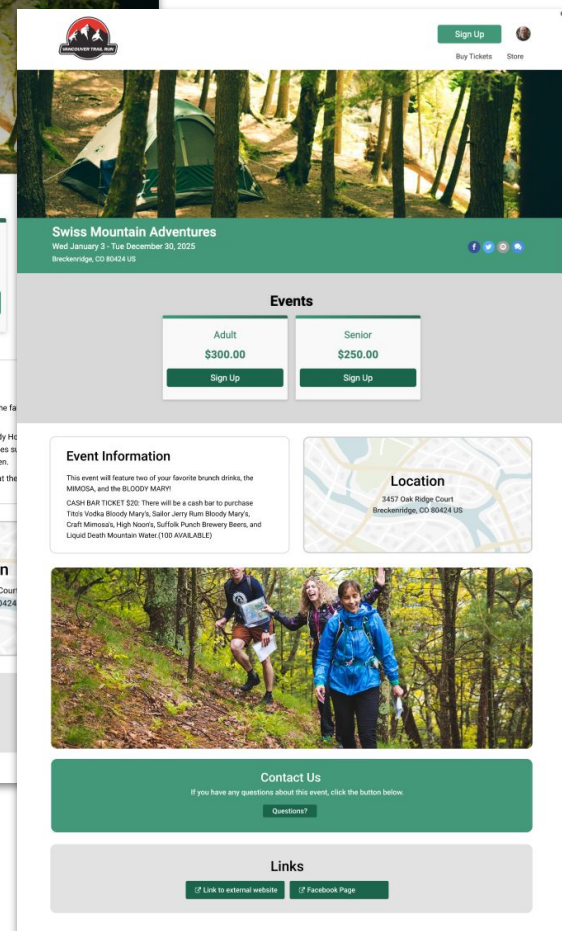 VANCOUVER TRAIL RUN
Sign Up
Buy Tickets Store
Swiss Mountain Adventures
Wed January 3 - Tue December 30, 2025
Breckenridge, CO 80424 US
Events
Adult
$300.00
Sign Up
Senior
$250.00
Sign Up
Event Information
This event will feature two of your favorite brunch drinks, the
MIMOSA, and the BLOODY MARY!
CASH BAR TICKET $20: There will be a cash bar to purchase
Tito's Vodka Bloody Mary's, Sailor Jerry Rum Bloody Mary's,
Craft Mimosa's, High Noon's, Suffolk Punch Brewery Beers, and
Liquid Death Mountain Water.(100 AVAILABLE)
Location
3457 Oak Ridge Court
Breckenridge, CO 80424 US
Contact Us
If you have any questions about this event, click the button below.
Questions?
Links
Link to external website
Facebook Page